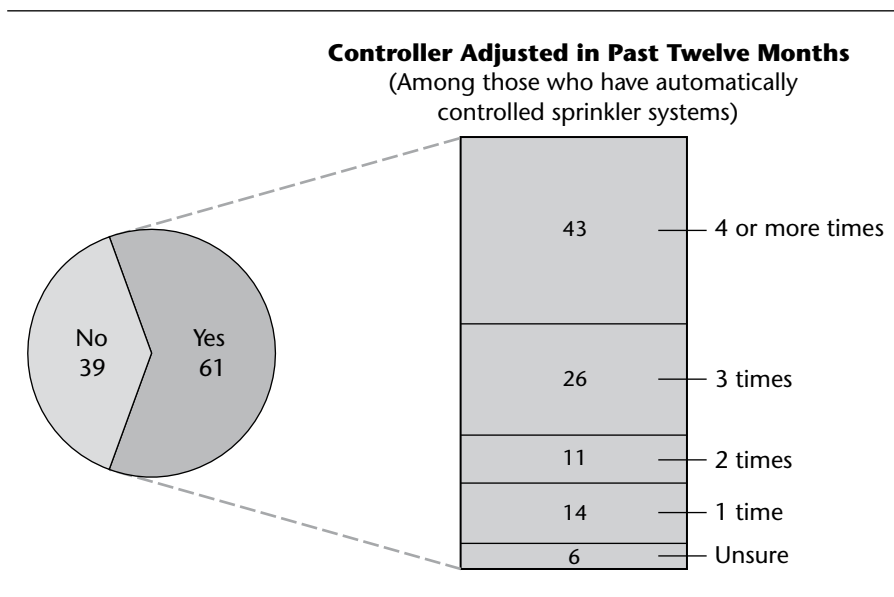 Controller Adjusted in Past Twelve Months
(Among those who have automatically
controlled sprinkler systems)
No
39
Yes
61
43
4 or more times
26
3 times
11
2 times
14
1 time
6
Unsure